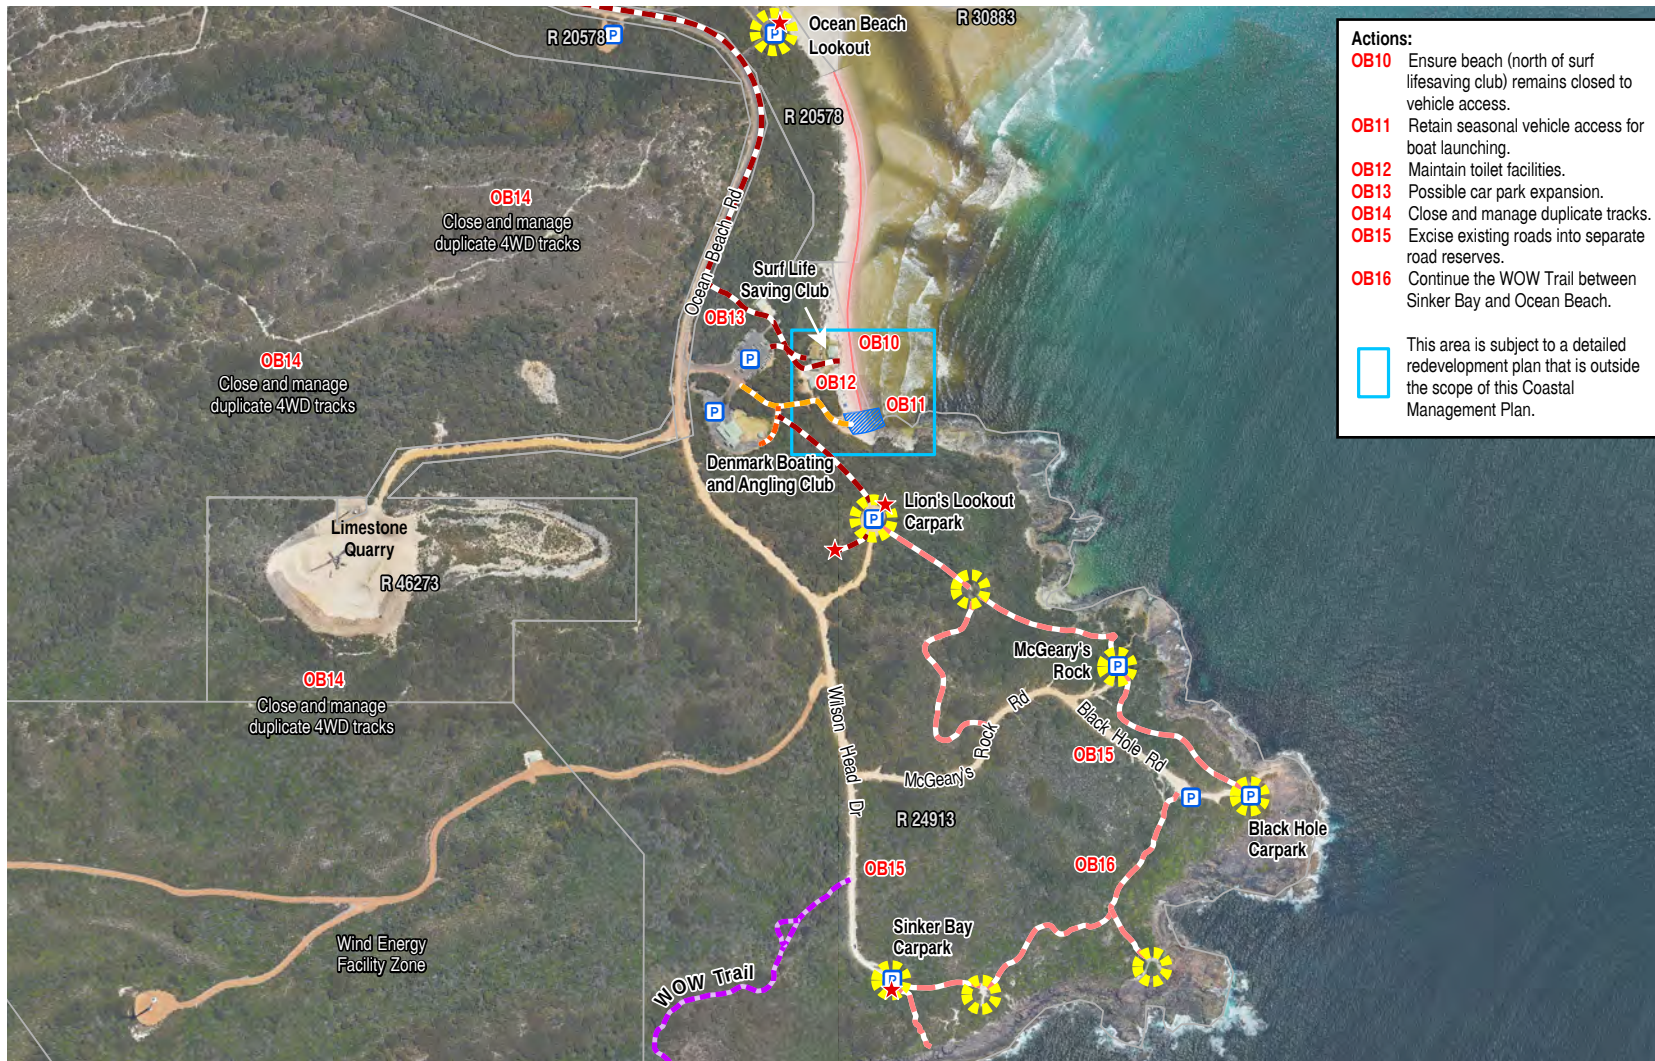 R 20578
P
P
Ocean Beach
Lookout
R 30883
R 20578
Ocean Beach Rd
OB14
Close and manage
duplicate 4WD tracks
Surf Life
Saving Club
OB13
OB10
P
OB12
OB11
P
OB14
Close and manage
duplicate 4WD tracks
Denmark Boating
and Angling Club
Lion's Lookout
Carpark
P
Limestone
Quarry
R 46273
McGeary's
Rock
P
OB14
Close and manage
duplicate 4WD tracks
Wilson Head Dr
McGeary's Rock Rd
Black Hole Rd
OB15
P
P
R 24913
Black Hole
Carpark
OB15
OB16
Sinker Bay
Carpark
P
Wind Energy
Facility Zone
WOW Trail
Actions:
OB10 Ensure beach (north of surf
lifesaving club) remains closed to
vehicle access.
OB11 Retain seasonal vehicle access for
boat launching.
OB12 Maintain toilet facilities.
OB13 Possible car park expansion.
OB14 Close and manage duplicate tracks.
OB15 Excise existing roads into separate
road reserves.
OB16 Continue the WOW Trail between
Sinker Bay and Ocean Beach.
This area is subject to a detailed
redevelopment plan that is outside
the scope of this Coastal
Management Plan.